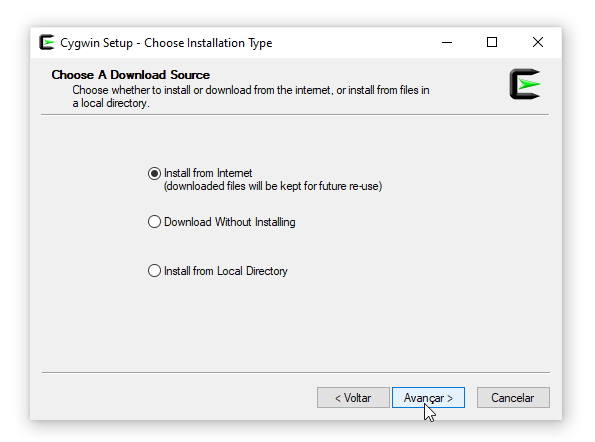 Cygwin Setup - Choose Installation Type
Choose A Download Source
Choose whether to install or download from the internet, or install from files in
a local directory.
Install from Internet
(downloaded files will be kept for future re-use)
Download Without Installing
Install from Local Directory
< Voltar
Avançar >
Cancelar